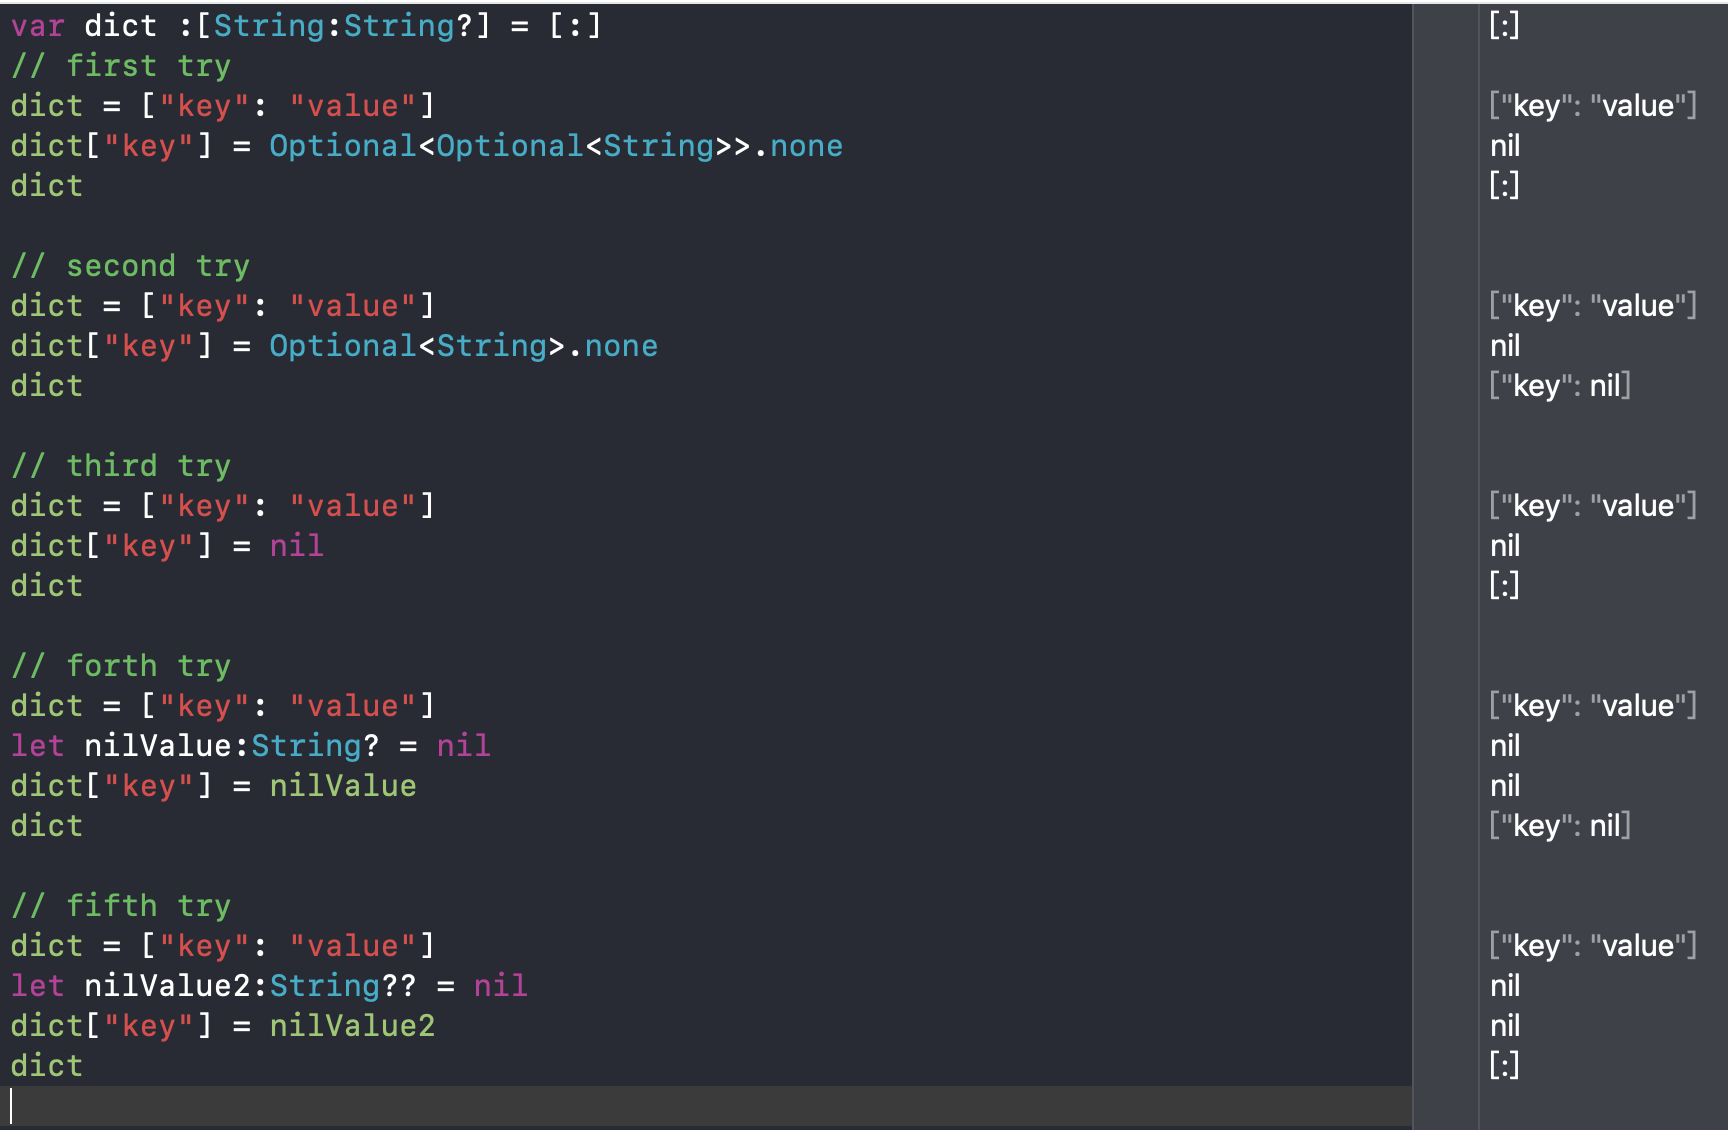 var dict :[String:String?] = [:] [:]
// first try
dict = ["key": "value"] ["key": "value"]
dict["key"] = Optional<Optional<String>>.none nil
dict [:]
// second try
dict = ["key": "value"] ["key": "value"]
dict["key"] = Optional<String>.none nil
dict ["key": nil]
// third try
dict = ["key": "value"] ["key": "value"]
dict["key"] = nil nil
dict [:]
// forth try
dict = ["key": "value"] ["key": "value"]
let nilValue:String? = nil nil
dict["key"] = nilValue nil
dict ["key": nil]
// fifth try
dict = ["key": "value"] ["key": "value"]
let nilValue2:String?? = nil nil
dict["key"] = nilValue2 nil
dict [:]